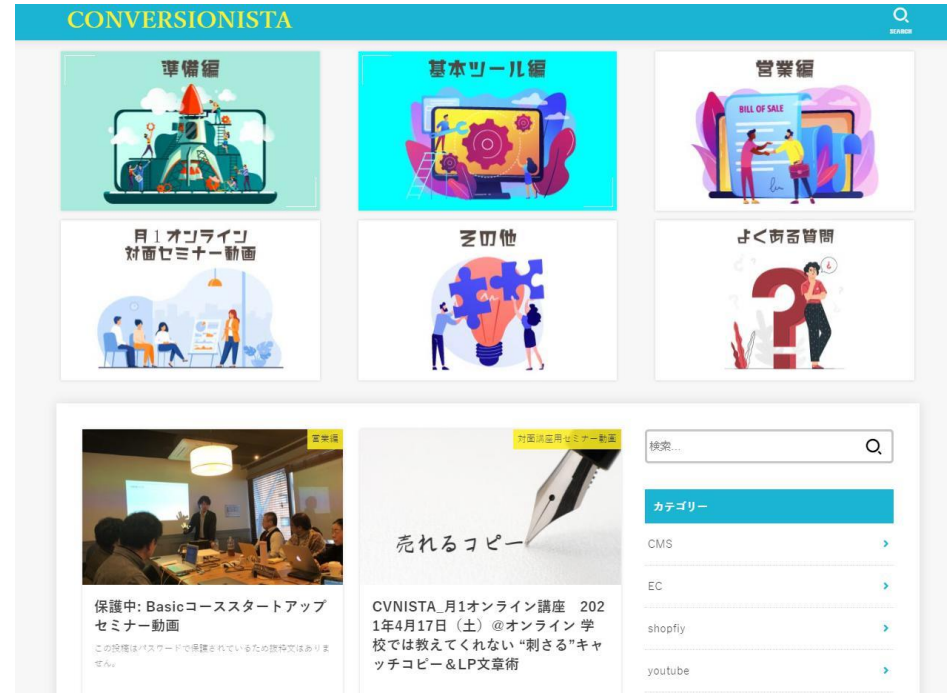 CONVERSIONISTA
SEARCH
準備編
基本ツール編
営業編
BILL OF SALE
月1オンライン
対面セミナー動画
その他
よくある質問
営業編
対面講座用セミナー動画
売れるコピー
保護中: Basicコーススタートアップ
セミナー動画
この投稿はパスワードで保護されているため抜粋文はありま
せん。
CVNISTA_月1オンライン講座 202
1年4月17日（土）@オンライン 学
校では教えてくれない “刺さる”キャ
ッチコピー＆LP文章術
検索...
カテゴリー
CMS
EC
shopfiy
youtube